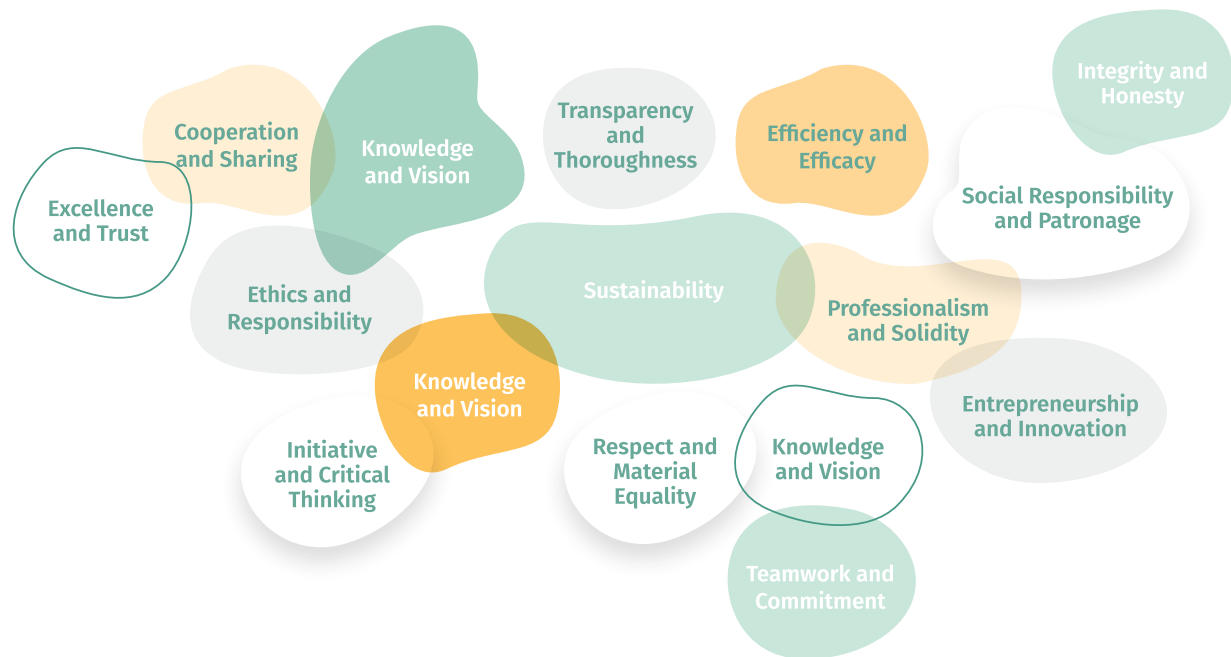 Integrity and
Honesty
Cooperation
and Sharing
Knowledge
and Vision
Transparency
and
Thoroughness
Efficiency and
Efficacy
Excellence
and Trust
Social Responsibility
and Patronage
Ethics and
Responsibility
Sustainability
Professionalism
and Solidity
Knowledge
and Vision
Entrepreneurship
and Innovation
Initiative
and Critical
Thinking
Respect and
Material
Equality
Knowledge
and Vision
Teamwork and
Commitment